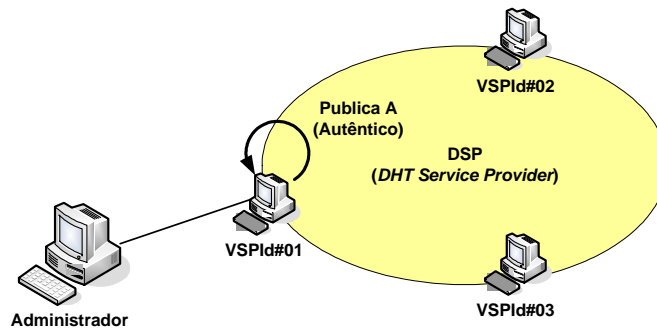 VSPId#02
Publica A
(Autêntico)
DSP
(DHT Service Provider)
VSPId#01
VSPId#03
Administrador